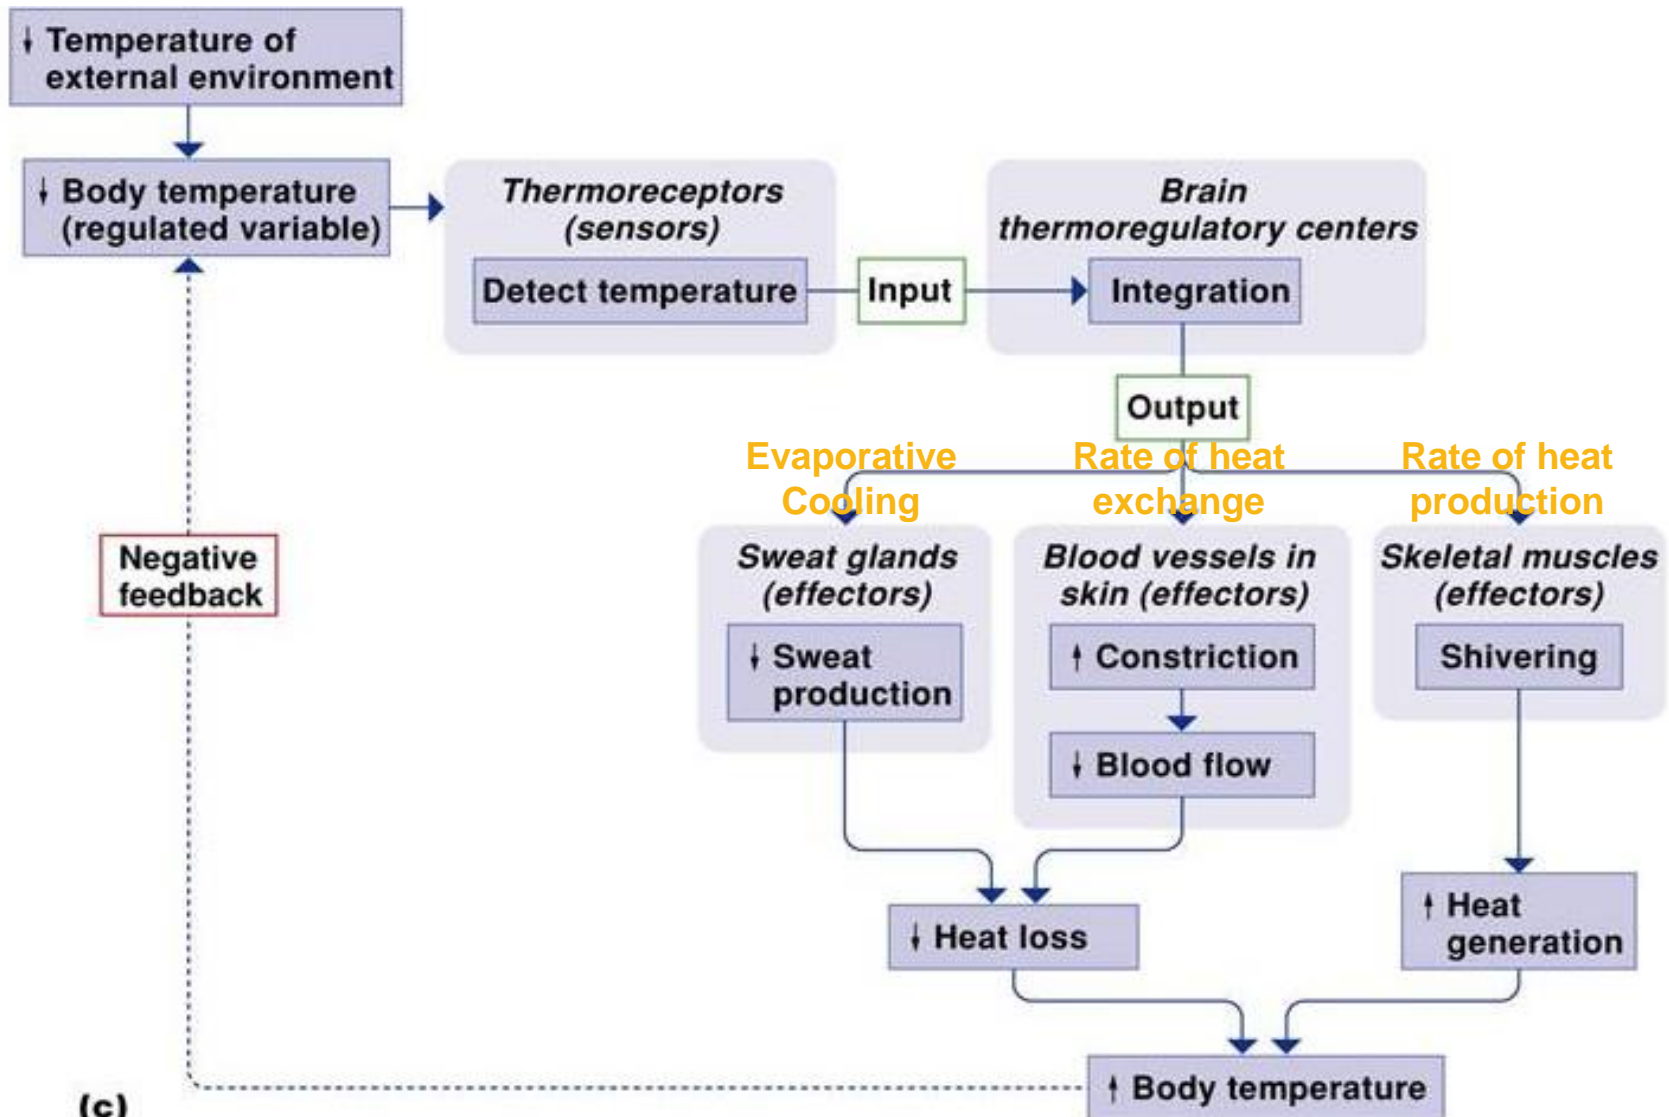 ↓ Temperature of
external environment
↓ Body temperature
(regulated variable)
Thermoreceptors
(sensors)
Detect temperature
Input
Brain
thermoregulatory centers
Integration
Output
Evaporative
Cooling
Rate of heat
exchange
Rate of heat
production
Negative
feedback
Sweat glands
(effectors)
↓ Sweat
production
Blood vessels in
skin (effectors)
↑ Constriction
↓ Blood flow
Skeletal muscles
(effectors)
Shivering
↓ Heat loss
↑ Heat
generation
↑ Body temperature
(c)